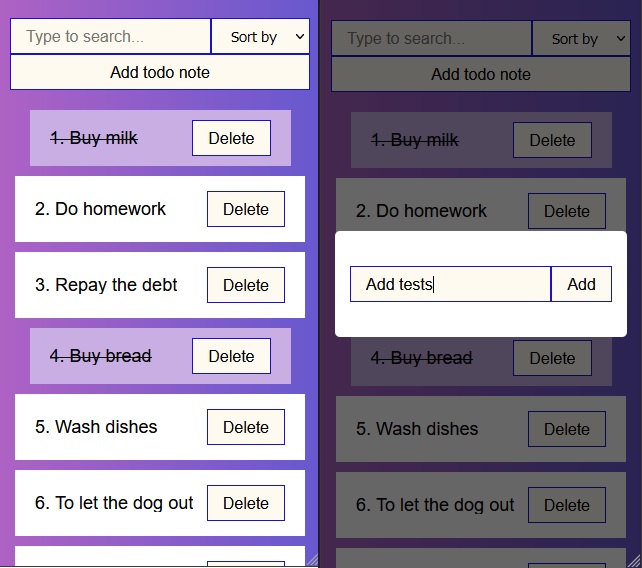 Type to search...
Sort by
Add todo note
1. Buy milk
Delete
2. Do homework
Delete
3. Repay the debt
Delete
4. Buy bread
Delete
5. Wash dishes
Delete
6. To let the dog out
Delete
Type to search...
Sort by
Add todo note
1. Buy milk
Delete
2. Do homework
Delete
Add tests
Add
4. Buy bread
Delete
5. Wash dishes
Delete
6. To let the dog out
Delete